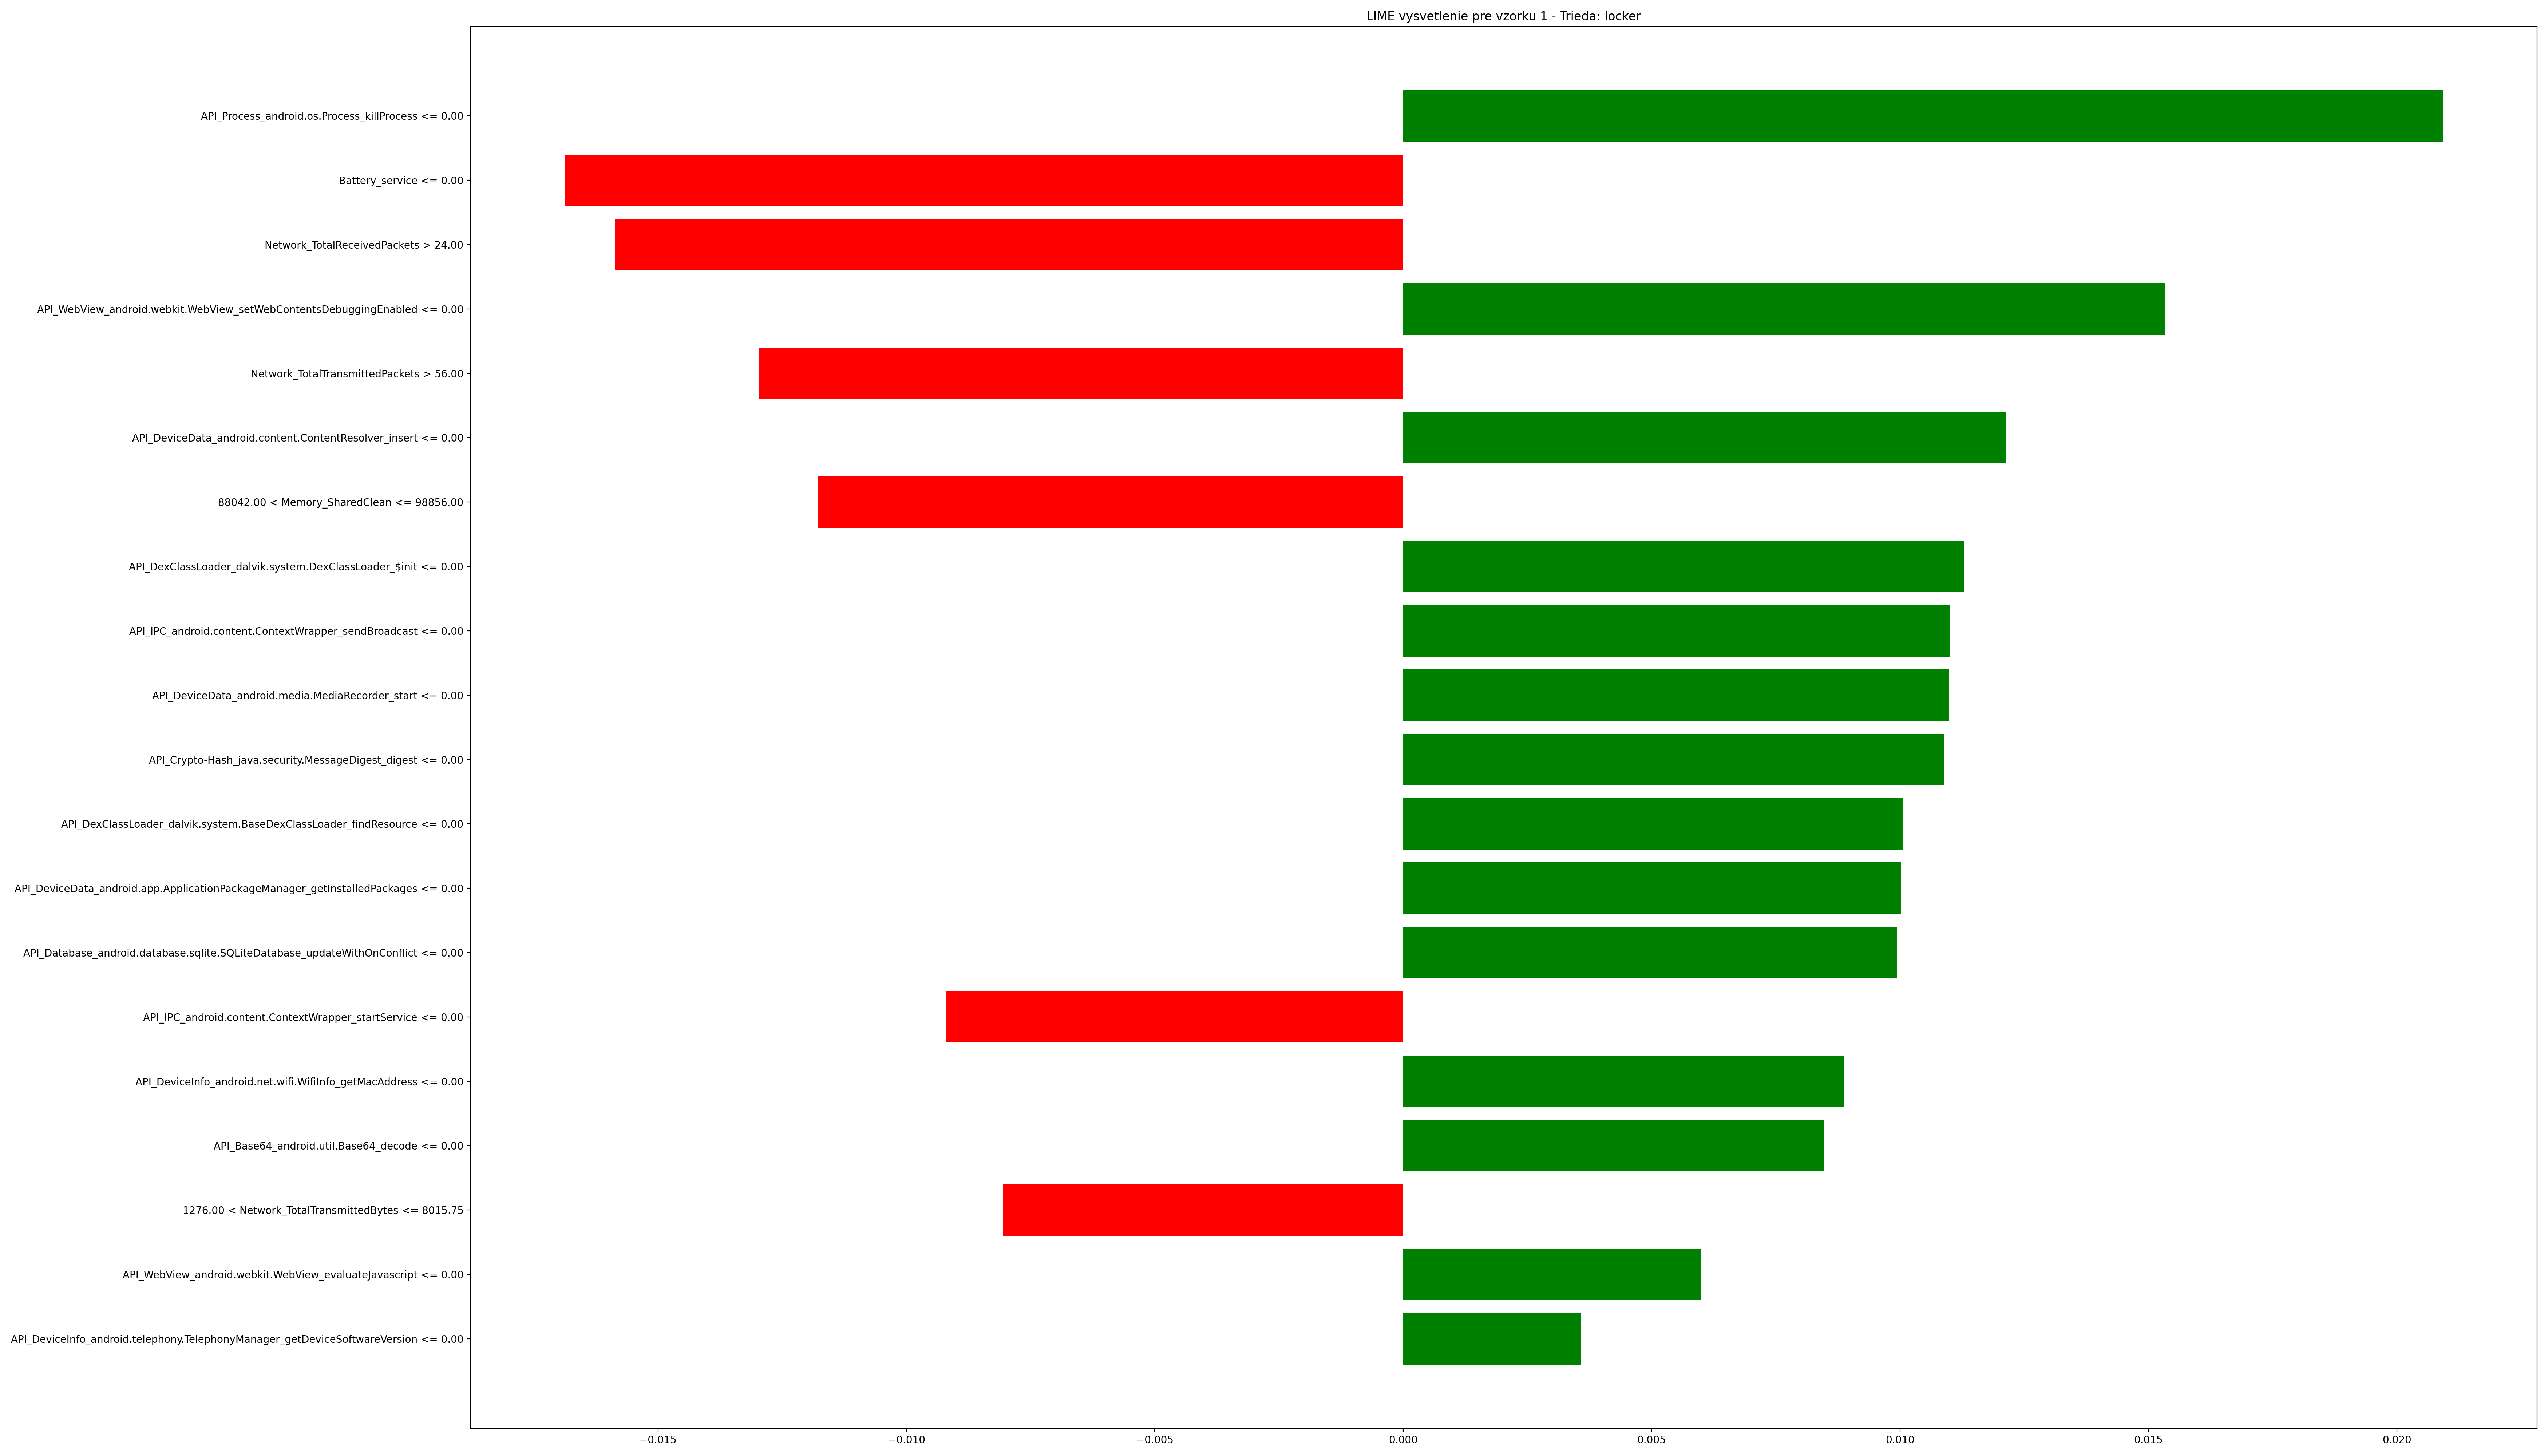 LIME vysvetlenie pre vzorku 1 - Trieda: locker
API_Process_android.os.Process_killProcess <= 0.00
Battery_service <= 0.00
Network_TotalReceivedPackets > 24.00
API_WebView_android.webkit.WebView_setWebContentsDebuggingEnabled <= 0.00
Network_TotalTransmittedPackets > 56.00
API_DeviceData_android.content.ContentResolver_insert <= 0.00
88042.00 < Memory_SharedClean <= 98856.00
API_DexClassLoader_dalvik.system.DexClassLoader_$init <= 0.00
API_IPC_android.content.ContextWrapper_sendBroadcast <= 0.00
API_DeviceData_android.media.MediaRecorder_start <= 0.00
API_Crypto-Hash_java.security.MessageDigest_digest <= 0.00
API_DexClassLoader_dalvik.system.BaseDexClassLoader_findResource <= 0.00
API_DeviceData_android.app.ApplicationPackageManager_getInstalledPackages <= 0.00
API_Database_android.database.sqlite.SQLiteDatabase_updateWithOnConflict <= 0.00
API_IPC_android.content.ContextWrapper_startService <= 0.00
API_DeviceInfo_android.net.wifi.WifiInfo_getMacAddress <= 0.00
API_Base64_android.util.Base64_decode <= 0.00
1276.00 < Network_TotalTransmittedBytes <= 8015.75
API_WebView_android.webkit.WebView_evaluateJavascript <= 0.00
API_DeviceInfo_android.telephony.TelephonyManager_getDeviceSoftwareVersion <= 0.00
−0.015 −0.010 −0.005 0.000 0.005 0.010 0.015 0.020